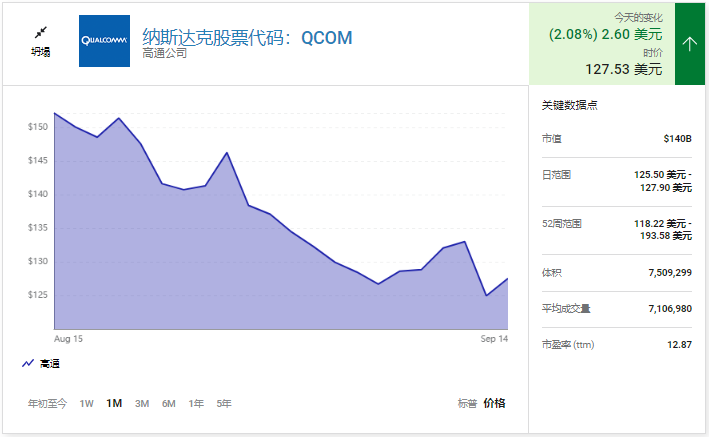 坍塌
QUALCOMM
纳斯达克股票代码：QCOM
高通公司
今天的变化
(2.08%) 2.60 美元
时价
127.53 美元
$150
$145
$140
$135
$130
$125
Aug 15
Sep 14
高通
年初至今 1W 1M 3M 6M 1年 5年
标普 价格
关键数据点
市值 $140B
日范围 125.50 美元 -
127.90 美元
52周范围 118.22 美元 -
193.58 美元
体积 7,509,299
平均成交量 7,106,980
市盈率 (ttm) 12.87